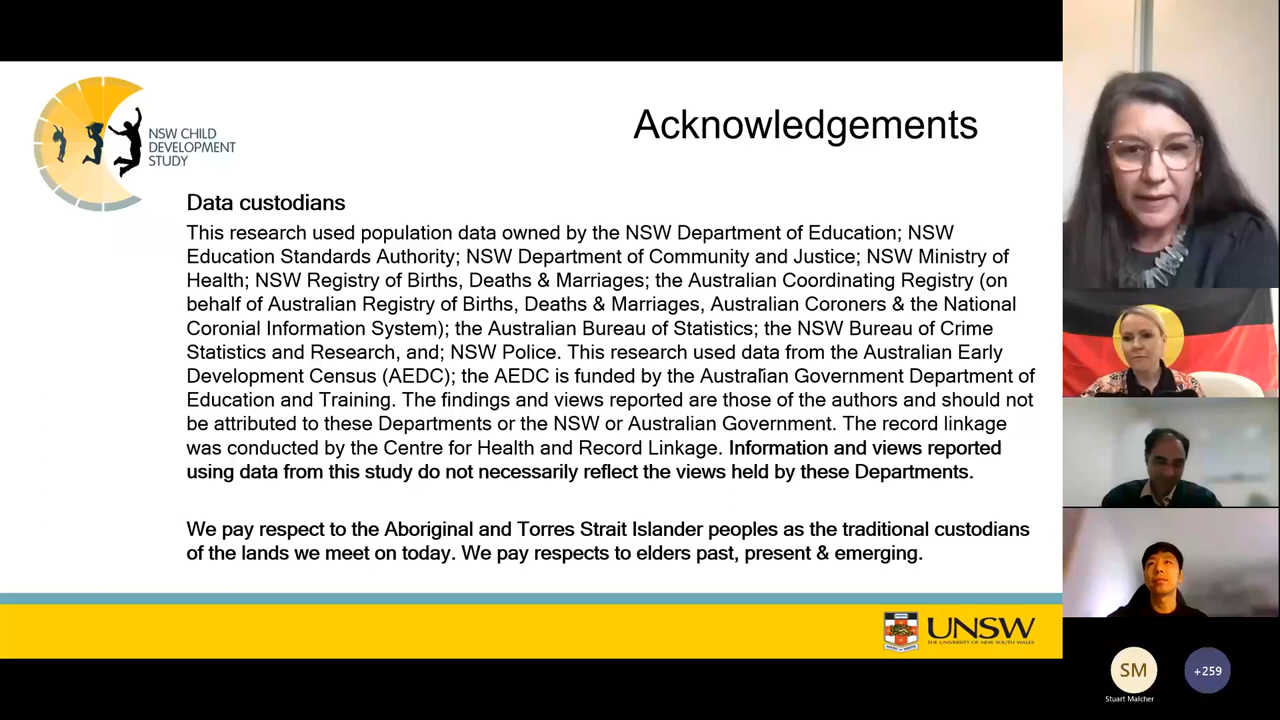 Acknowledgements
NSW CHILD
DEVELOPMENT
STUDY
Data custodians
This research used population data owned by the NSW Department of Education; NSW
Education Standards Authority; NSW Department of Community and Justice; NSW Ministry of
Health; NSW Registry of Births, Deaths & Marriages; the Australian Coordinating Registry (on
behalf of Australian Registry of Births, Deaths & Marriages, Australian Coroners & the National
Coronial Information System); the Australian Bureau of Statistics; the NSW Bureau of Crime
Statistics and Research, and; NSW Police. This research used data from the Australian Early
Development Census (AEDC); the AEDC is funded by the Australian Government Department of
Education and Training. The findings and views reported are those of the authors and should not
be attributed to these Departments or the NSW or Australian Government. The record linkage
was conducted by the Centre for Health and Record Linkage. Information and views reported
using data from this study do not necessarily reflect the views held by these Departments.
We pay respect to the Aboriginal and Torres Strait Islander peoples as the traditional custodians
of the lands we meet on today. We pay respects to elders past, present & emerging.
UNSW
THE UNIVERSITY OF NEW SOUTH WALES
SM
+259
Stuart Malcher